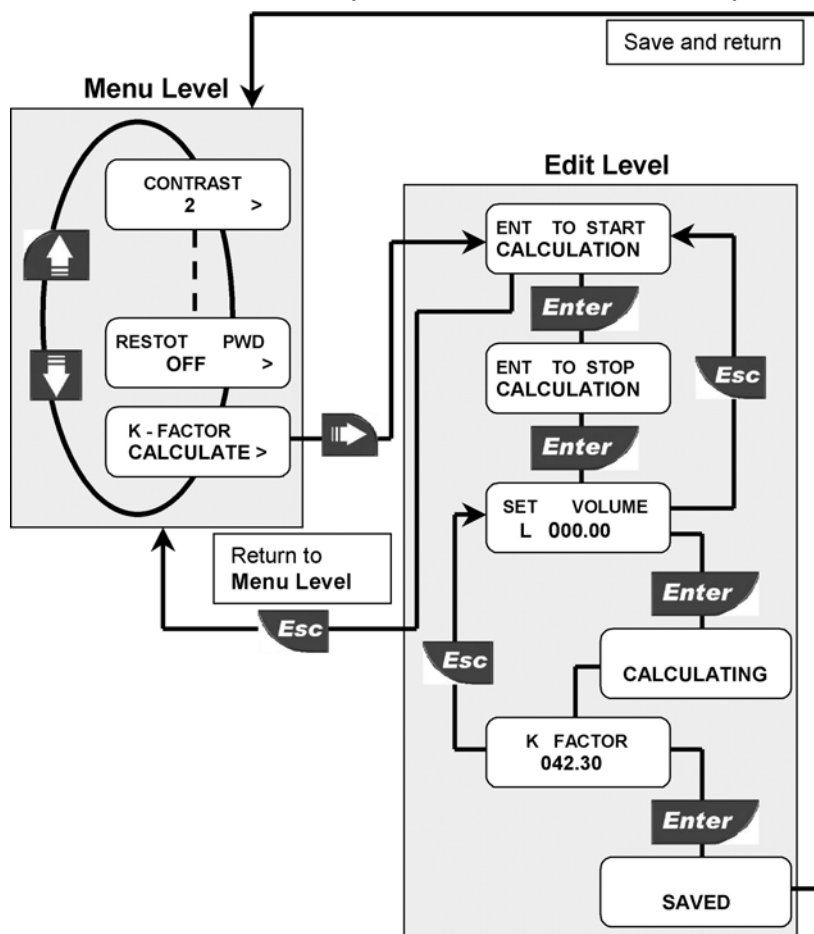 Save and return
Menu Level
CONTRAST
2 >
RESTOT PWD
OFF >
K - FACTOR
CALCULATE >
Return to
Menu Level
Esc
Edit Level
ENT TO START
CALCULATION
Enter
ENT TO STOP
CALCULATION
Esc
Enter
SET VOLUME
L 000.00
Enter
Esc
CALCULATING
K FACTOR
042.30
Enter
SAVED